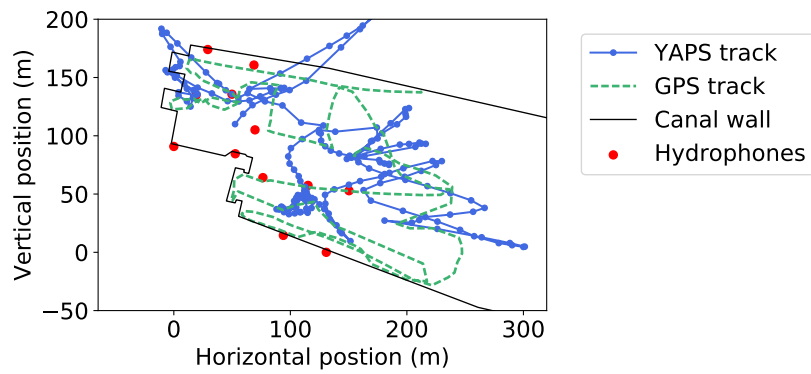 200
150
100
50
0
−50
Vertical position (m)
0
100
200
300
Horizontal postion (m)
YAPS track
GPS track
Canal wall
Hydrophones